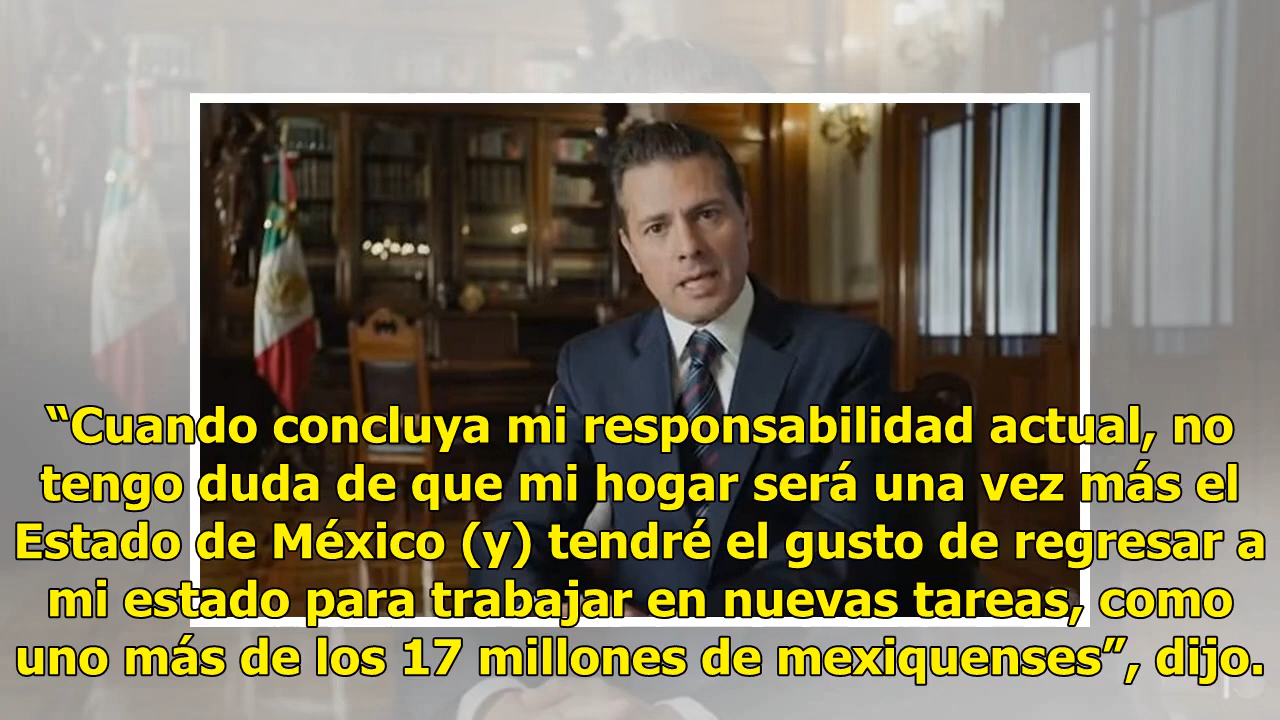 “Cuando concluya mi responsabilidad actual, no
tengo duda de que mi hogar será una vez más el
Estado de México (y) tendré el gusto de regresar a
mi estado para trabajar en nuevas tareas, como
uno más de los 17 millones de mexiquenses”, dijo.